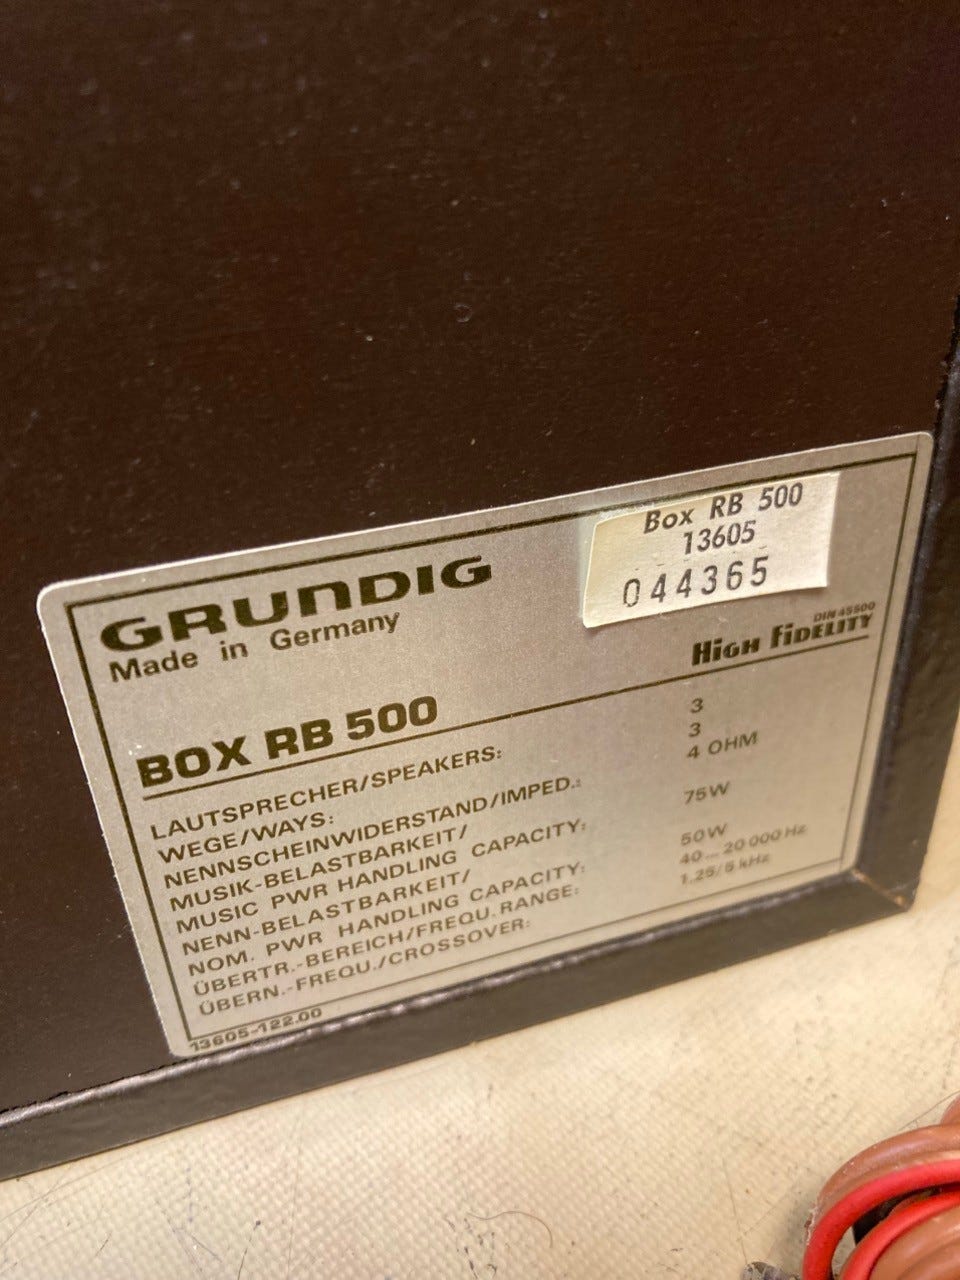 Box RB 500
13605
044365
GRUNDIG
Made in Germany
DIN 45500
HIGH FIDELITY
BOX RB 500
LAUTSPRECHER/SPEAKERS: 3
WEGE/WAYS: 3
NENNSCHEINWIDERSTAND/IMPED.: 4 OHM
MUSIK-BELASTBARKEIT/
MUSIC PWR HANDLING CAPACITY: 75W
NENN-BELASTBARKEIT/
NOM. PWR HANDLING CAPACITY: 50W
ÜBERTR.-BEREICH/FREQU. RANGE: 40...20 000 Hz
ÜBERN.-FREQU./CROSSOVER: 1.25/5 kHz
13605-122.00